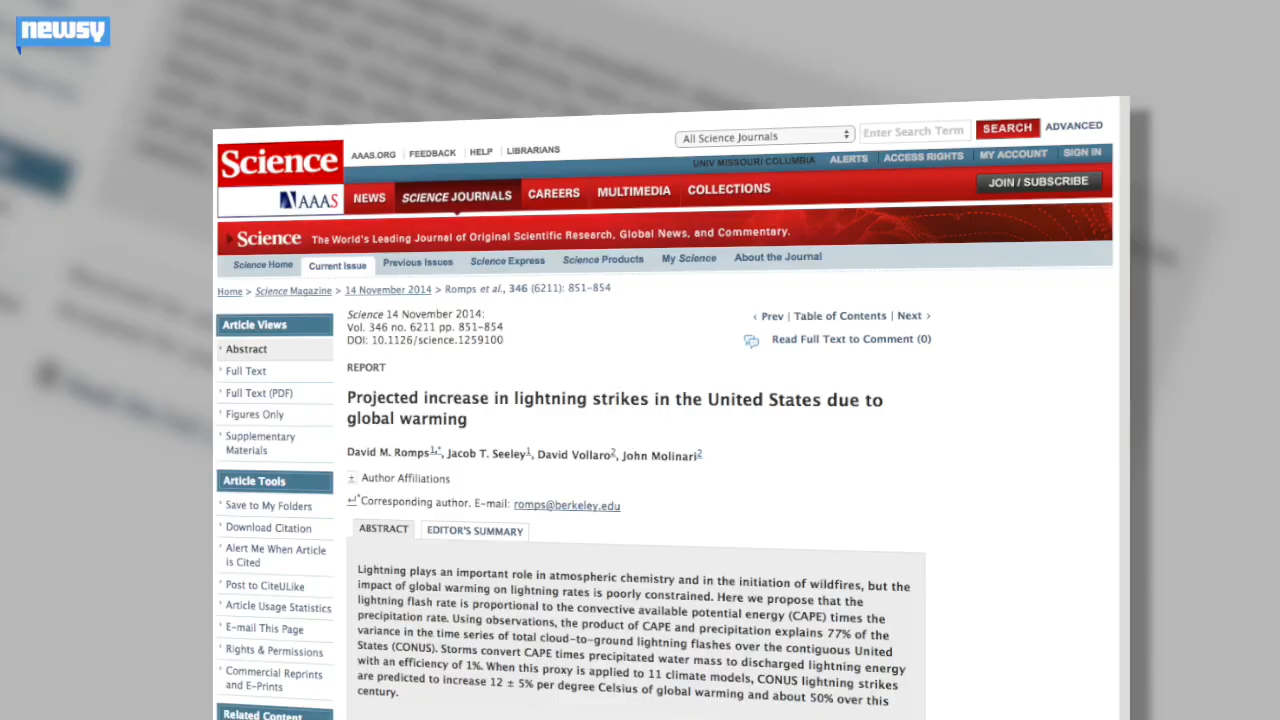 newsy
All Science Journals
Enter Search Term
SEARCH
ADVANCED
Science
AAAS
AAAS.ORG | FEEDBACK | HELP | LIBRARIANS
UNIV MISSOURI COLUMBIA ALERTS ACCESS RIGHTS MY ACCOUNT SIGN IN
NEWS SCIENCE JOURNALS CAREERS MULTIMEDIA COLLECTIONS
JOIN / SUBSCRIBE
Science The World's Leading Journal of Original Scientific Research, Global News, and Commentary.
Science Home Current Issue Previous Issues Science Express Science Products My Science About the Journal
Home > Science Magazine > 14 November 2014 > Romps et al., 346 (6211): 851-854
Article Views
Abstract
Full Text
Full Text (PDF)
Figures Only
Supplementary
Materials
Article Tools
Save to My Folders
Download Citation
Alert Me When Article
is Cited
Post to CiteULike
Article Usage Statistics
E-mail This Page
Rights & Permissions
Commercial Reprints
and E-Prints
Related Content
Science 14 November 2014:
Vol. 346 no. 6211 pp. 851-854
DOI: 10.1126/science.1259100
‹ Prev | Table of Contents | Next ›
Read Full Text to Comment (0)
REPORT
Projected increase in lightning strikes in the United States due to
global warming
David M. Romps1,*, Jacob T. Seeley1, David Vollaro2, John Molinari2
+ Author Affiliations
↵*Corresponding author. E-mail: romps@berkeley.edu
ABSTRACT EDITOR'S SUMMARY
Lightning plays an important role in atmospheric chemistry and in the initiation of wildfires, but the
impact of global warming on lightning rates is poorly constrained. Here we propose that the
lightning flash rate is proportional to the convective available potential energy (CAPE) times the
precipitation rate. Using observations, the product of CAPE and precipitation explains 77% of the
variance in the time series of total cloud-to-ground lightning flashes over the contiguous United
States (CONUS). Storms convert CAPE times precipitated water mass to discharged lightning energy
with an efficiency of 1%. When this proxy is applied to 11 climate models, CONUS lightning strikes
are predicted to increase 12 ± 5% per degree Celsius of global warming and about 50% over this
century.